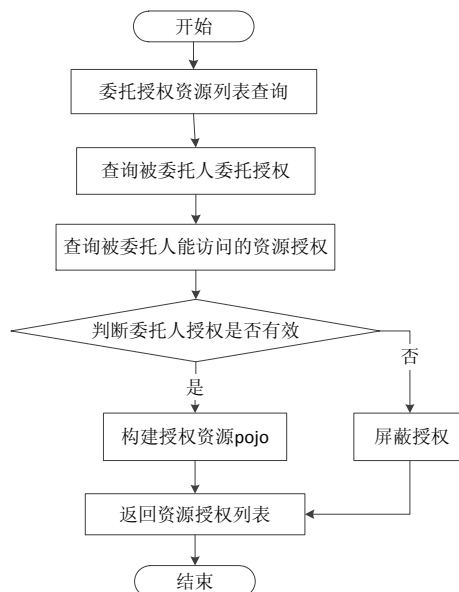 开始
委托授权资源列表查询
查询被委托人委托授权
查询被委托人能访问的资源授权
判断委托人授权是否有效
否
是
构建授权资源pojo
屏蔽授权
返回资源授权列表
结束